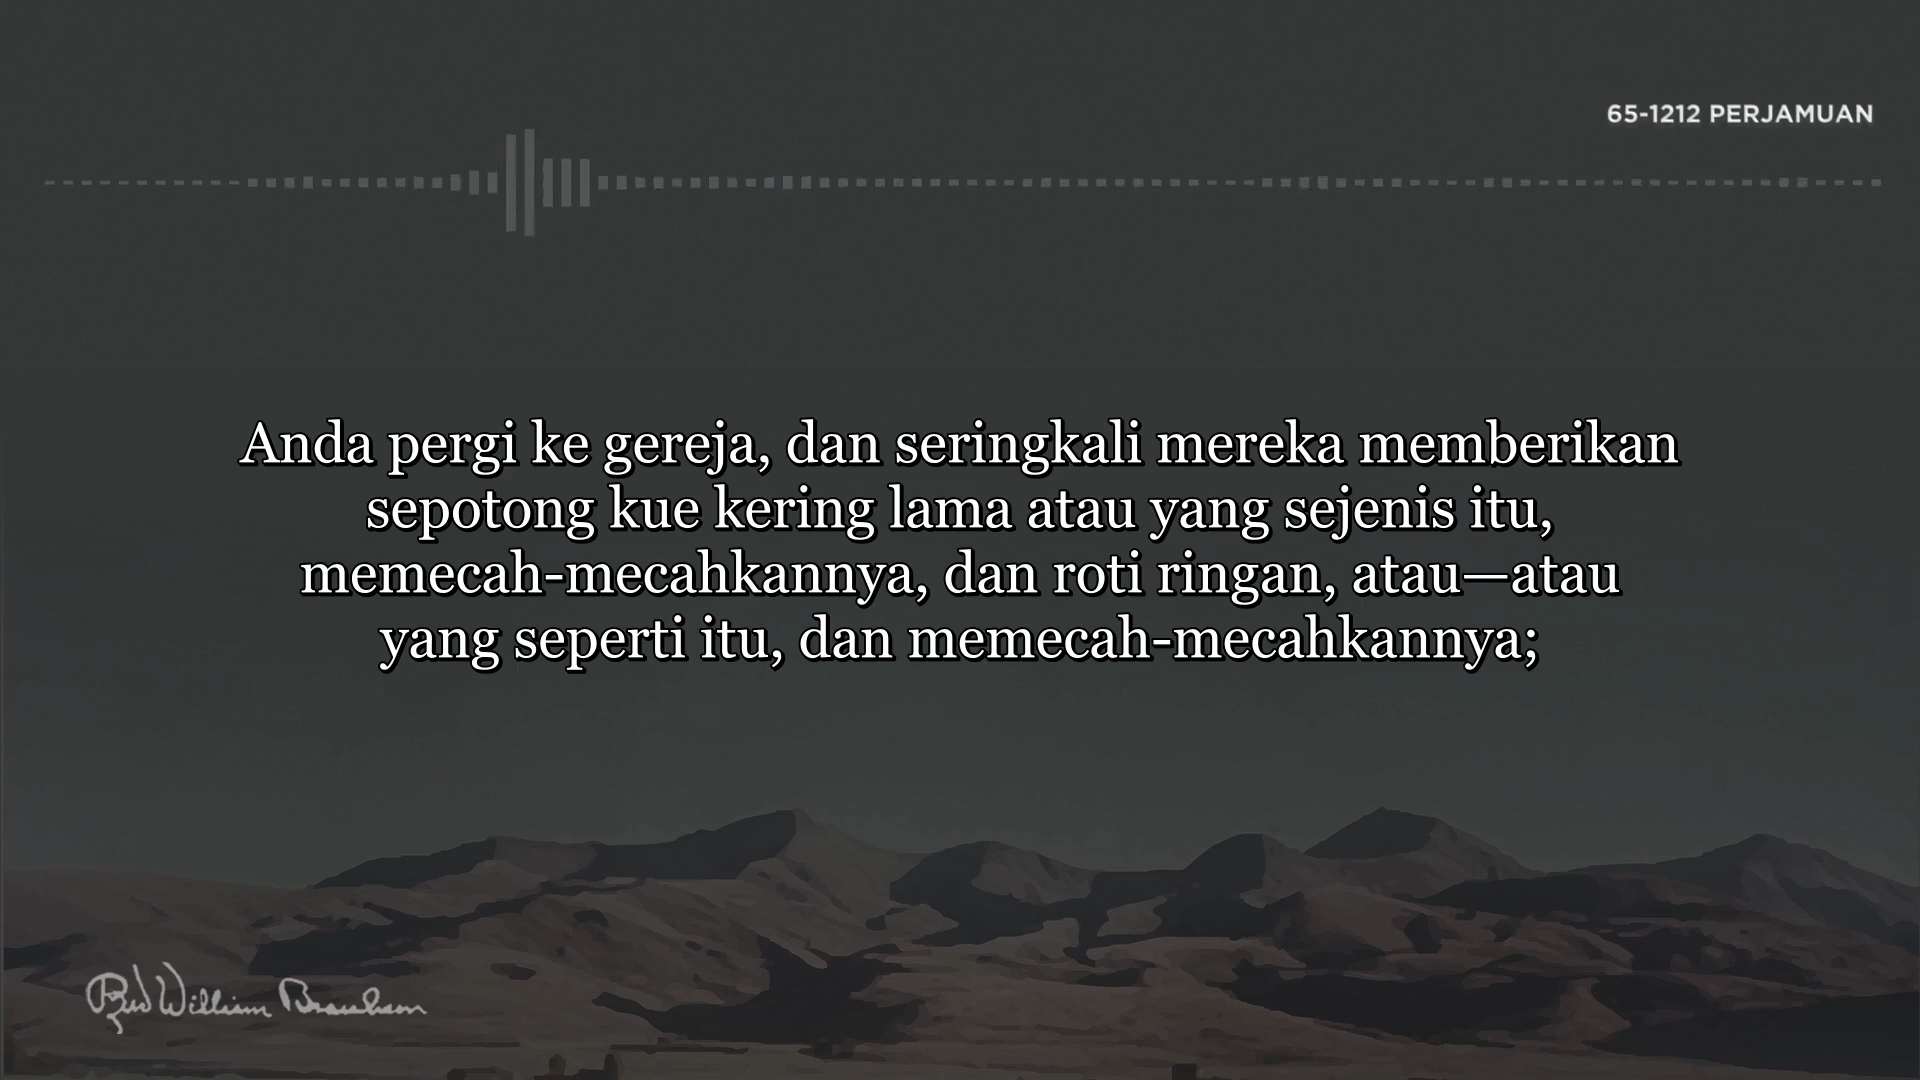 65-1212 PERJAMUAN
Anda pergi ke gereja, dan seringkali mereka memberikan
sepotong kue kering lama atau yang sejenis itu,
memecah-mecahkannya, dan roti ringan, atau—atau
yang seperti itu, dan memecah-mecahkannya;
Rev William Branham